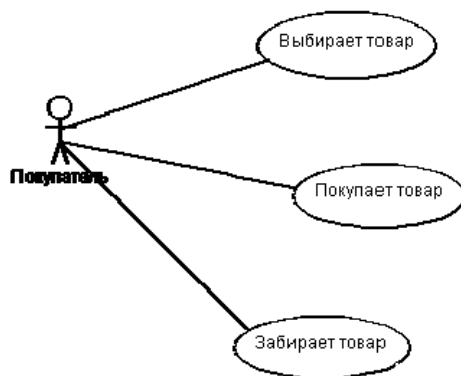 Выбирает товар
Покупатель
Покупает товар
Забирает товар